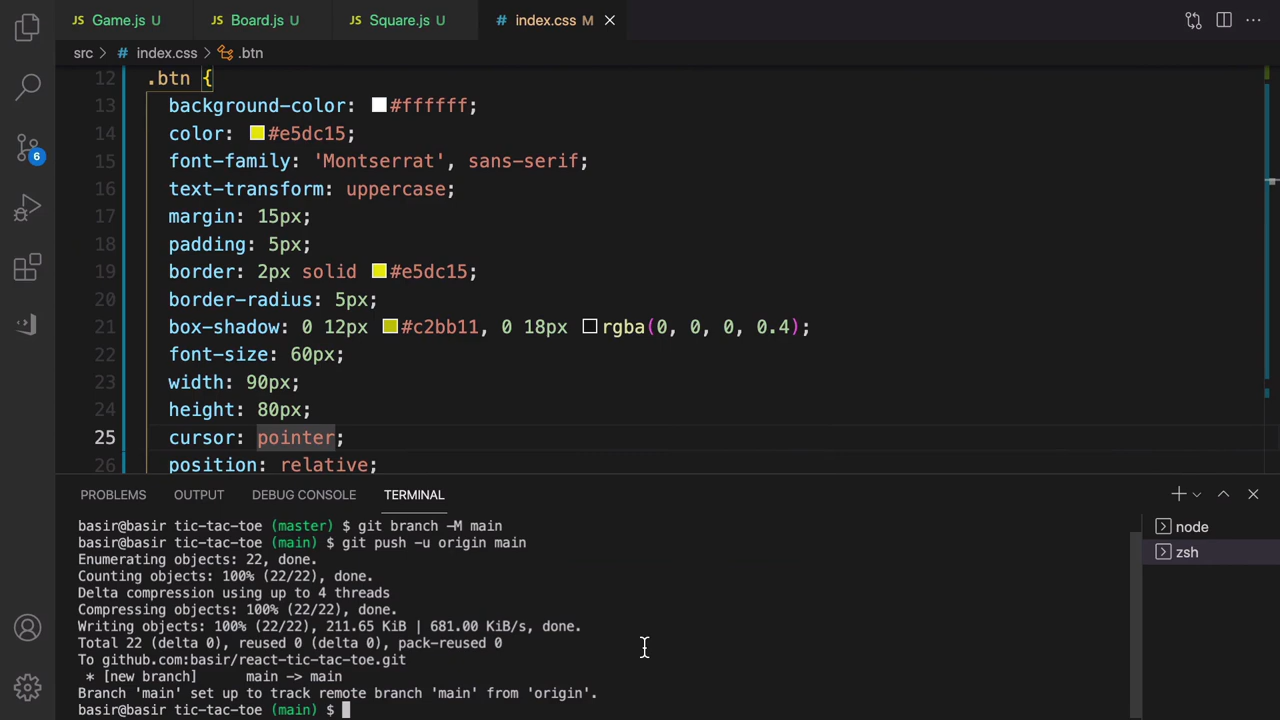 Game.js U
Board.js U
Square.js U
index.css M
src > index.css > .btn
12 .btn {
13 background-color: #ffffff;
14 color: #e5dc15;
15 font-family: 'Montserrat', sans-serif;
16 text-transform: uppercase;
17 margin: 15px;
18 padding: 5px;
19 border: 2px solid #e5dc15;
20 border-radius: 5px;
21 box-shadow: 0 12px #c2bb11, 0 18px rgba(0, 0, 0, 0.4);
22 font-size: 60px;
23 width: 90px;
24 height: 80px;
25 cursor: pointer;
26 position: relative;
6
PROBLEMS OUTPUT DEBUG CONSOLE TERMINAL
basir@basir tic-tac-toe (master) $ git branch -M main
basir@basir tic-tac-toe (main) $ git push -u origin main
Enumerating objects: 22, done.
Counting objects: 100% (22/22), done.
Delta compression using up to 4 threads
Compressing objects: 100% (22/22), done.
Writing objects: 100% (22/22), 211.65 KiB | 681.00 KiB/s, done.
Total 22 (delta 0), reused 0 (delta 0), pack-reused 0
To github.com:basir/react-tic-tac-toe.git
* [new branch] main -> main
Branch 'main' set up to track remote branch 'main' from 'origin'.
basir@basir tic-tac-toe (main) $
node
zsh